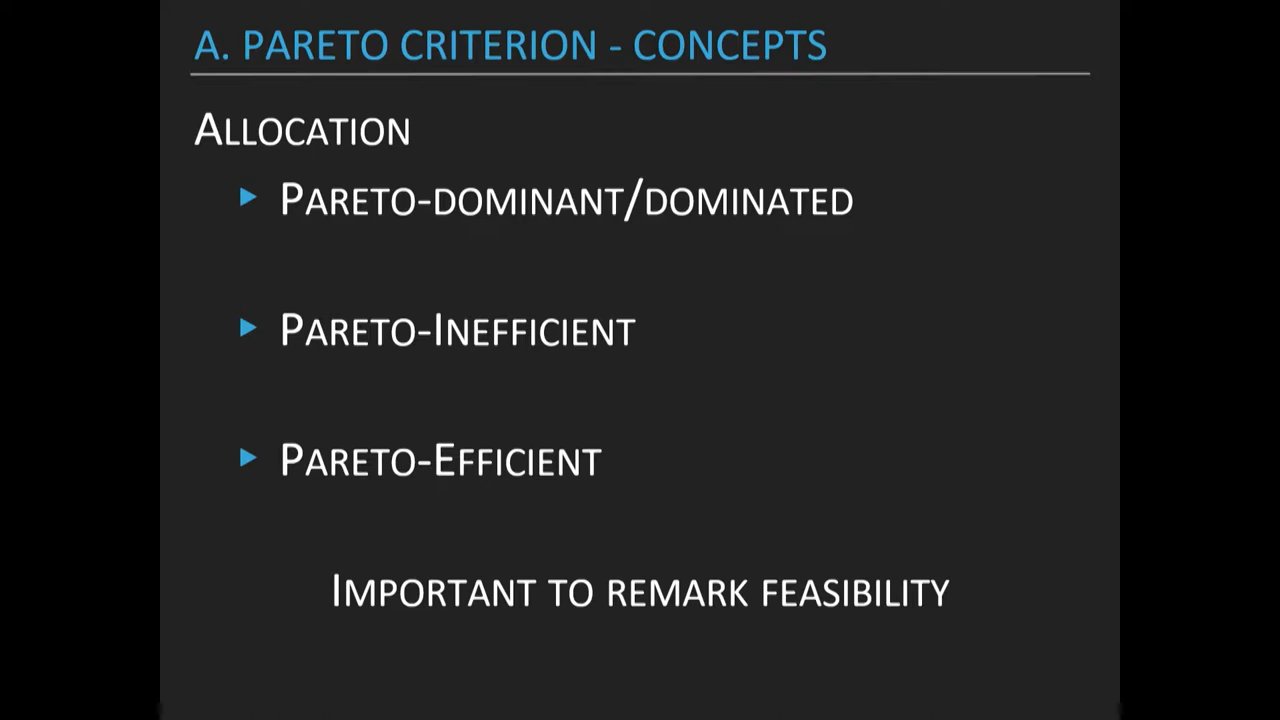 A. PARETO CRITERION - CONCEPTS
ALLOCATION
PARETO-DOMINANT/DOMINATED
PARETO-INEFFICIENT
PARETO-EFFICIENT
IMPORTANT TO REMARK FEASIBILITY